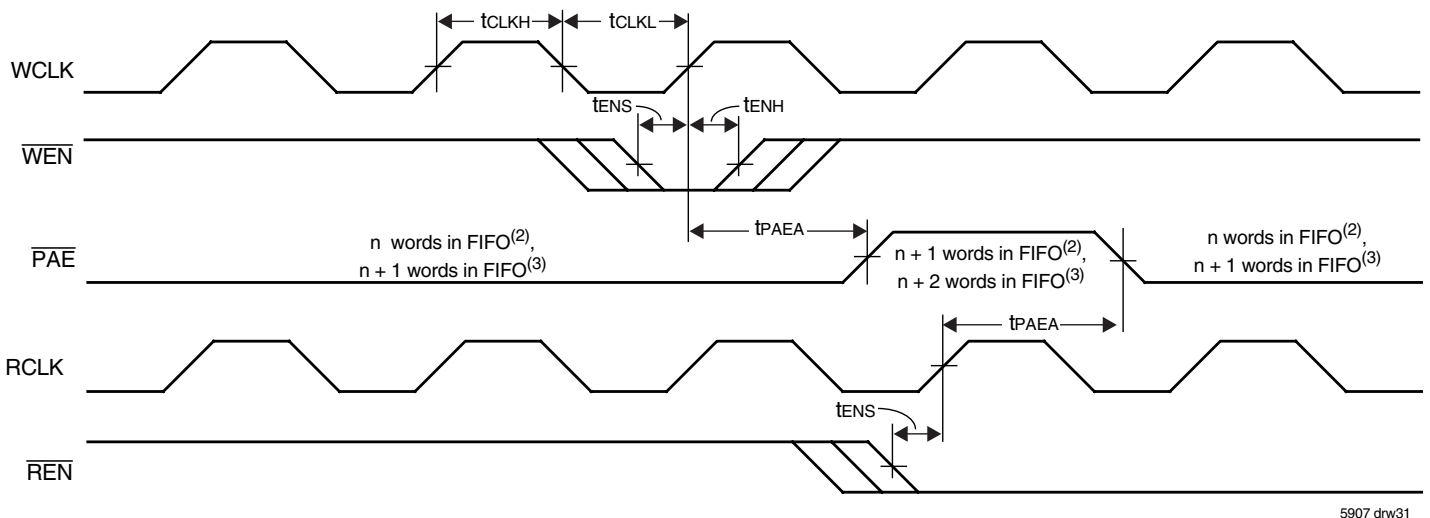 tCLKH
tCLKL
WCLK
tENS
tENH
WEN
tPAEA
PAE
n words in FIFO(2),
n + 1 words in FIFO(3)
n + 1 words in FIFO(2),
n + 2 words in FIFO(3)
n words in FIFO(2),
n + 1 words in FIFO(3)
tPAEA
RCLK
tENS
REN
5907 drw31